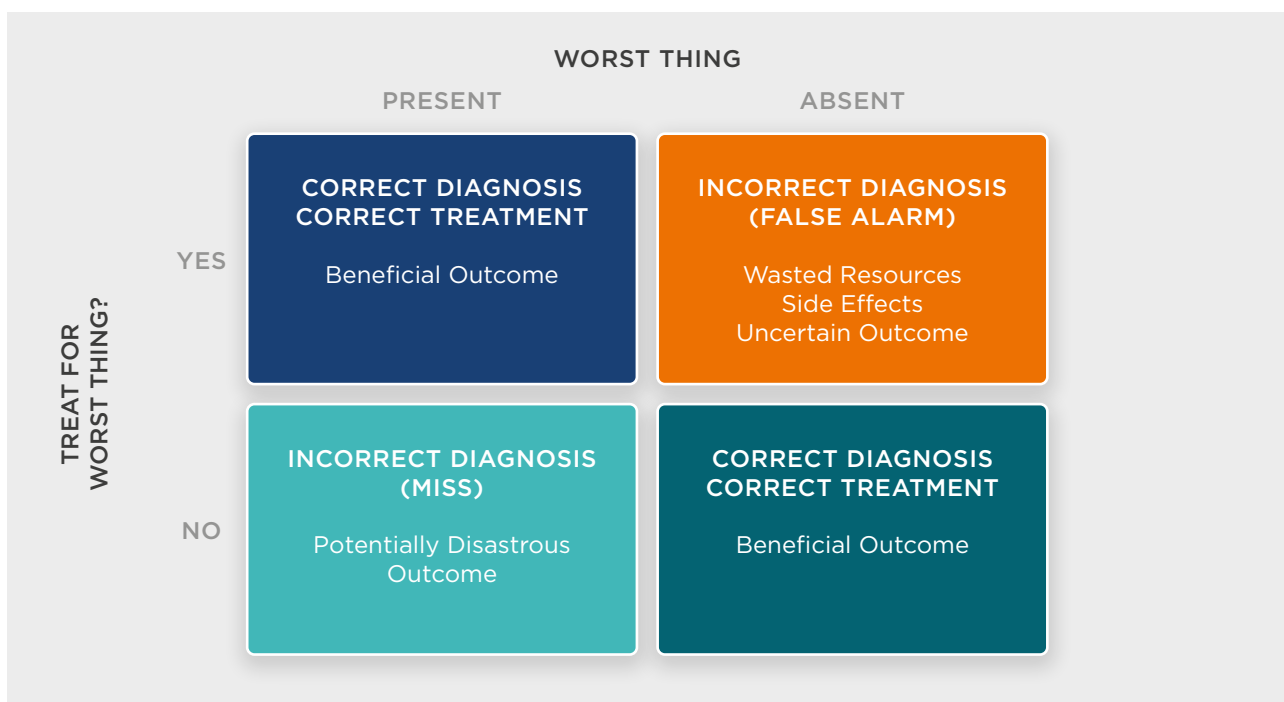 WORST THING
PRESENT
ABSENT
TREAT FOR
WORST THING?
YES
CORRECT DIAGNOSIS
CORRECT TREATMENT
Beneficial Outcome
INCORRECT DIAGNOSIS
(FALSE ALARM)
Wasted Resources
Side Effects
Uncertain Outcome
NO
INCORRECT DIAGNOSIS
(MISS)
Potentially Disastrous
Outcome
CORRECT DIAGNOSIS
CORRECT TREATMENT
Beneficial Outcome